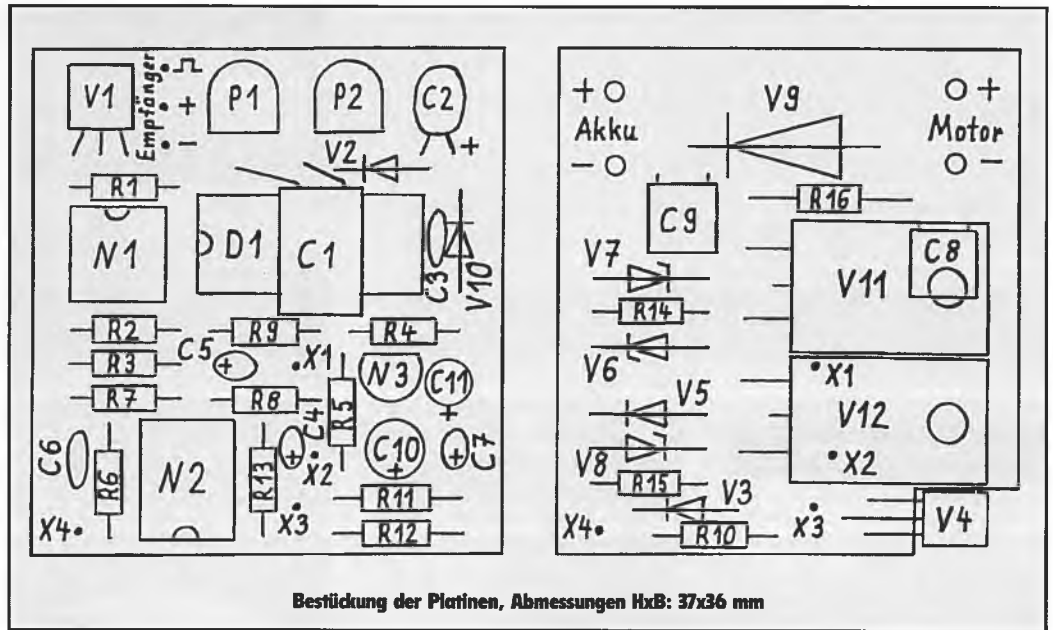 V1
Empfänger
+
-
P1
P2
C2
+
V2
R1
N1
D1
C1
C3
V10
R2
R9
R4
R3
C5
X1
N3
C11
+
R7
R8
R5
C4
C6
R6
N2
R13
X2
C10
+
C7
+
R11
X4
X3
R12
+
Akku
-
V9
+
Motor
-
R16
C9
C8
V7
V11
R14
V6
X1
V5
V12
V8
X2
R15
V3
X4
R10
X3
V4
Bestückung der Platinen, Abmessungen HxB: 37x36 mm